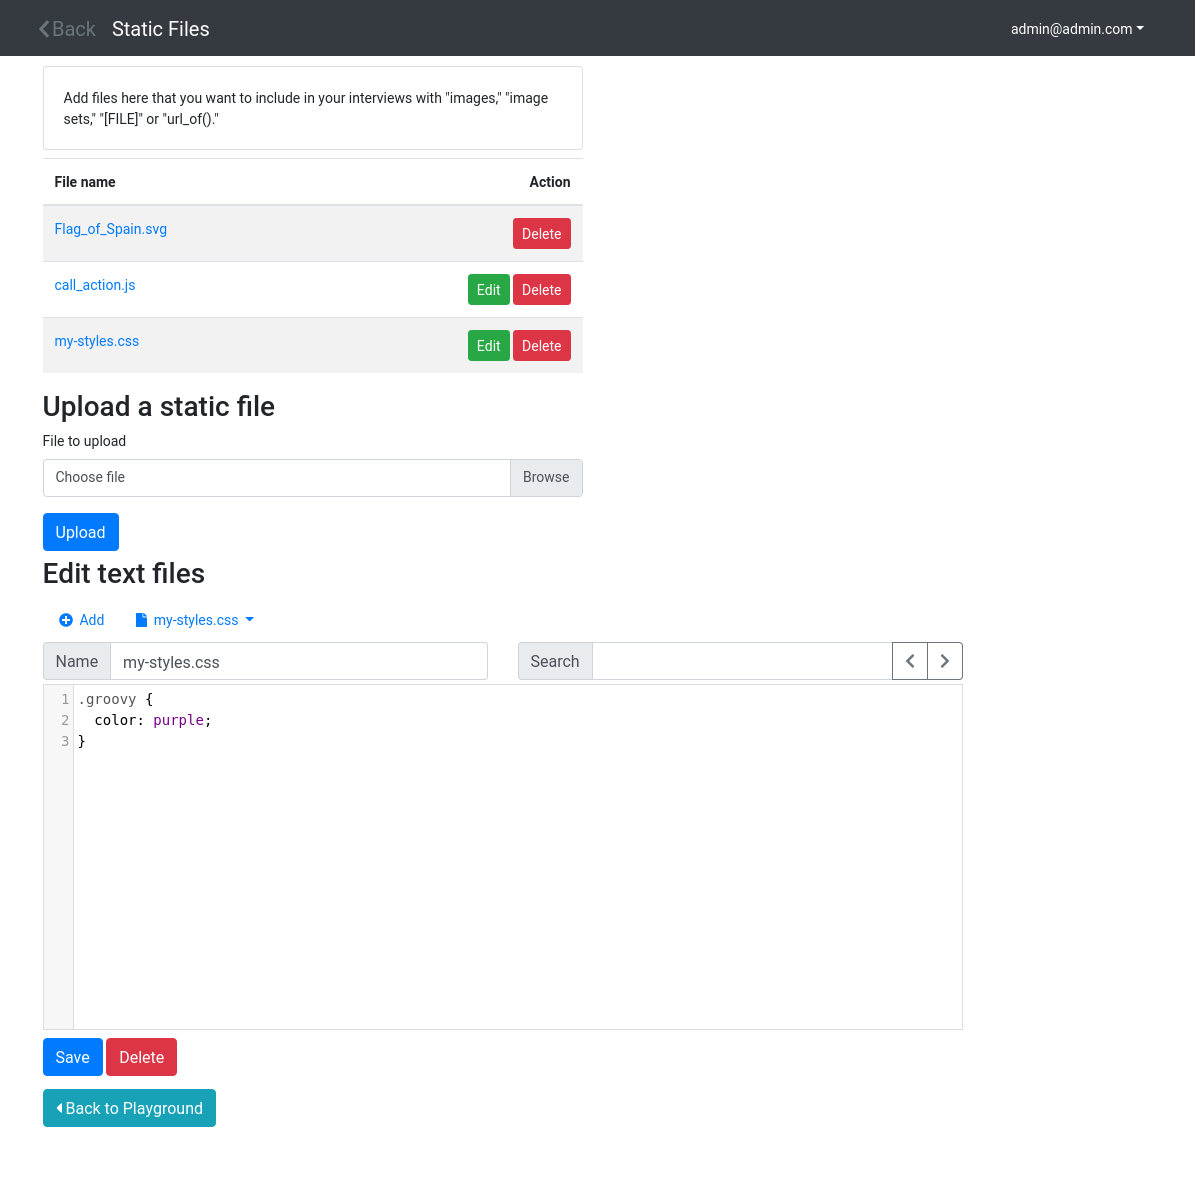 Back Static Files admin@admin.com
Add files here that you want to include in your interviews with "images," "image
sets," "[FILE]" or "url_of()."
File name Action
Flag_of_Spain.svg Delete
call_action.js Edit Delete
my-styles.css Edit Delete
Upload a static file
File to upload
Choose file Browse
Upload
Edit text files
Add my-styles.css
Name my-styles.css Search
1 .groovy {
2   color: purple;
3 }
Save Delete
Back to Playground